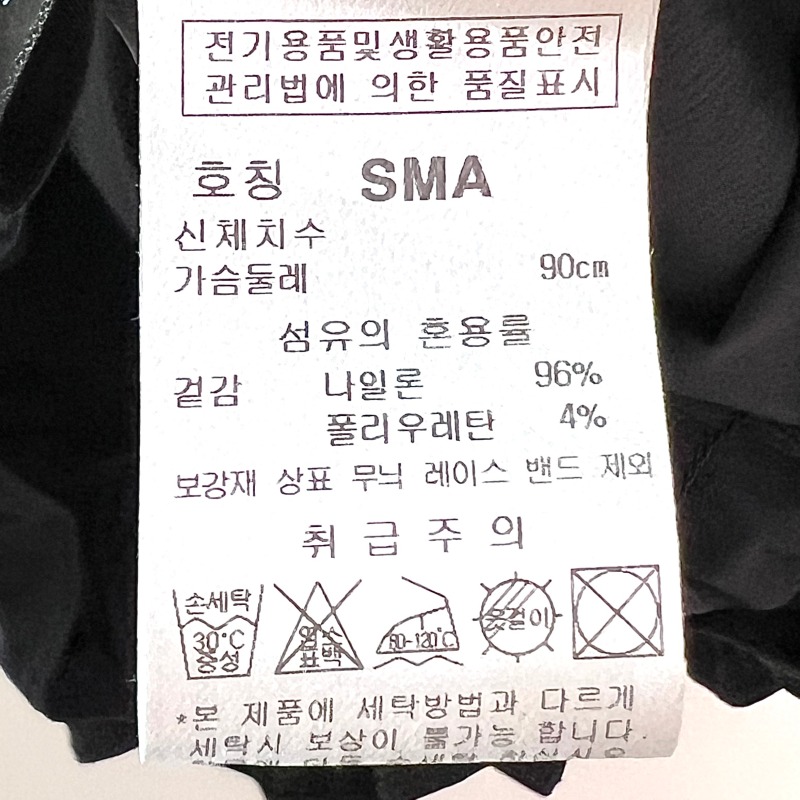 전기용품및생활용품안전
관리법에 의한 품질표시
호칭 SMA
신체치수
가슴둘레 90cm
섬유의 혼용률
겉감 나일론 96%
폴리우레탄 4%
보강재 상표 무늬 레이스 밴드 제외
취급주의
손세탁
30°C
중성
염소
표백
80-120°C
옷걸이
*본 제품에 세탁방법과 다르게
세탁시 보상이 불가능 합니다.